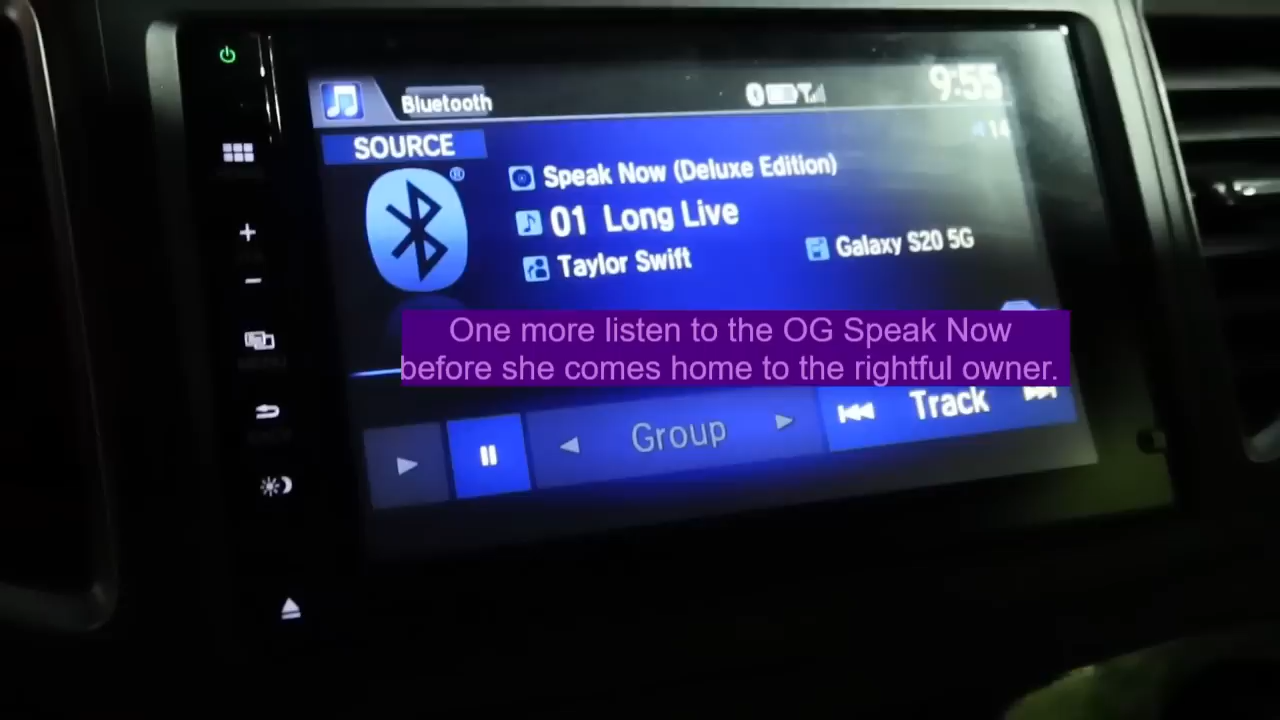 Bluetooth
9:55
SOURCE
14
Speak Now (Deluxe Edition)
01 Long Live
Taylor Swift
Galaxy S20 5G
One more listen to the OG Speak Now
before she comes home to the rightful owner.
Group
Track